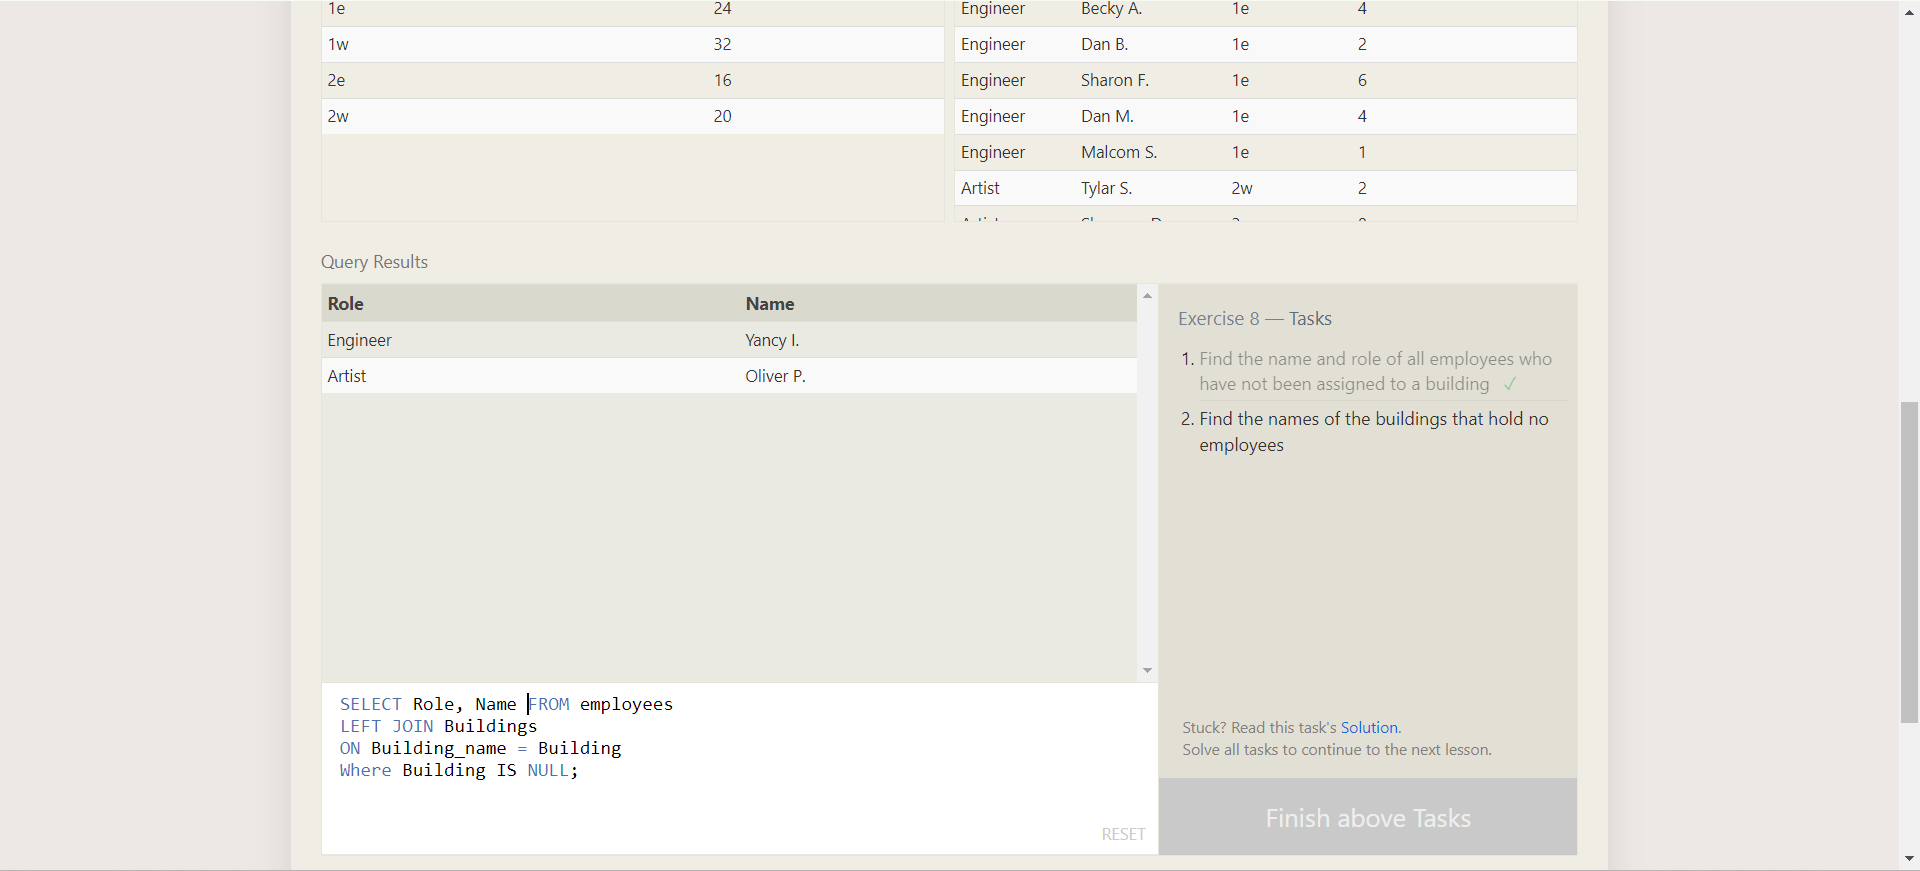 1e 24
1w 32
2e 16
2w 20
Engineer Becky A. 1e 4
Engineer Dan B. 1e 2
Engineer Sharon F. 1e 6
Engineer Dan M. 1e 4
Engineer Malcom S. 1e 1
Artist Tylar S. 2w 2
Query Results
Role Name
Engineer Yancy I.
Artist Oliver P.
Exercise 8 — Tasks
1. Find the name and role of all employees who
have not been assigned to a building ✓
2. Find the names of the buildings that hold no
employees
SELECT Role, Name FROM employees
LEFT JOIN Buildings
ON Building_name = Building
Where Building IS NULL;
RESET
Stuck? Read this task's Solution.
Solve all tasks to continue to the next lesson.
Finish above Tasks